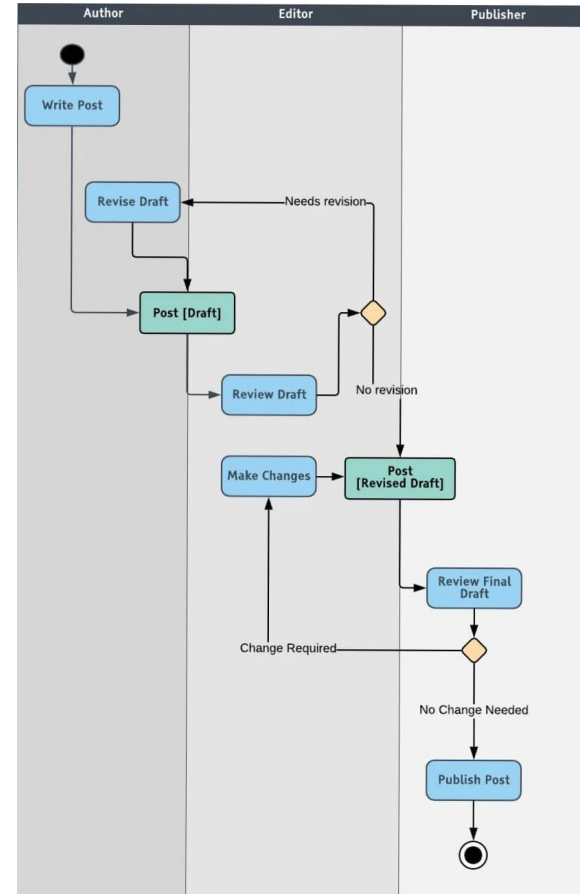 Author
Editor
Publisher
Write Post
Revise Draft
Needs revision
Post [Draft]
Review Draft
No revision
Make Changes
Post
[Revised Draft]
Review Final
Draft
Change Required
No Change Needed
Publish Post